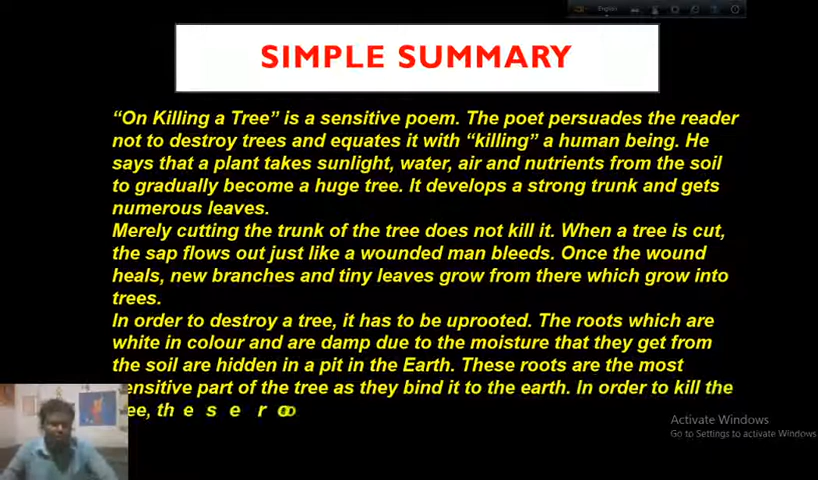 English
SIMPLE SUMMARY
“On Killing a Tree” is a sensitive poem. The poet persuades the reader
not to destroy trees and equates it with “killing” a human being. He
says that a plant takes sunlight, water, air and nutrients from the soil
to gradually become a huge tree. It develops a strong trunk and gets
numerous leaves.
Merely cutting the trunk of the tree does not kill it. When a tree is cut,
the sap flows out just like a wounded man bleeds. Once the wound
heals, new branches and tiny leaves grow from there which grow into
trees.
In order to destroy a tree, it has to be uprooted. The roots which are
white in colour and are damp due to the moisture that they get from
the soil are hidden in a pit in the Earth. These roots are the most
ensitive part of the tree as they bind it to the earth. In order to kill the
ree, these roo
Activate Windows
Go to Settings to activate Windows